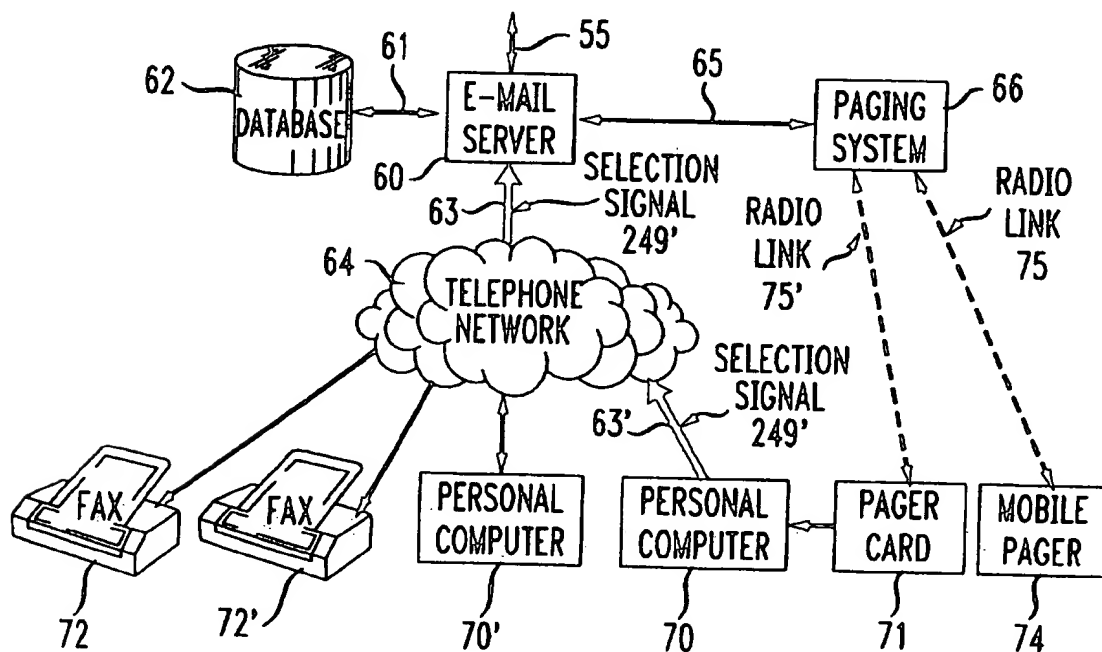 55
61
62
DATABASE
E-MAIL
SERVER
60
65
PAGING
SYSTEM
66
63
SELECTION
SIGNAL
249'
RADIO
LINK
75'
RADIO
LINK
75
64
TELEPHONE
NETWORK
SELECTION
SIGNAL
249'
63'
FAX
72
FAX
72'
PERSONAL
COMPUTER
70'
PERSONAL
COMPUTER
70
PAGER
CARD
71
MOBILE
PAGER
74